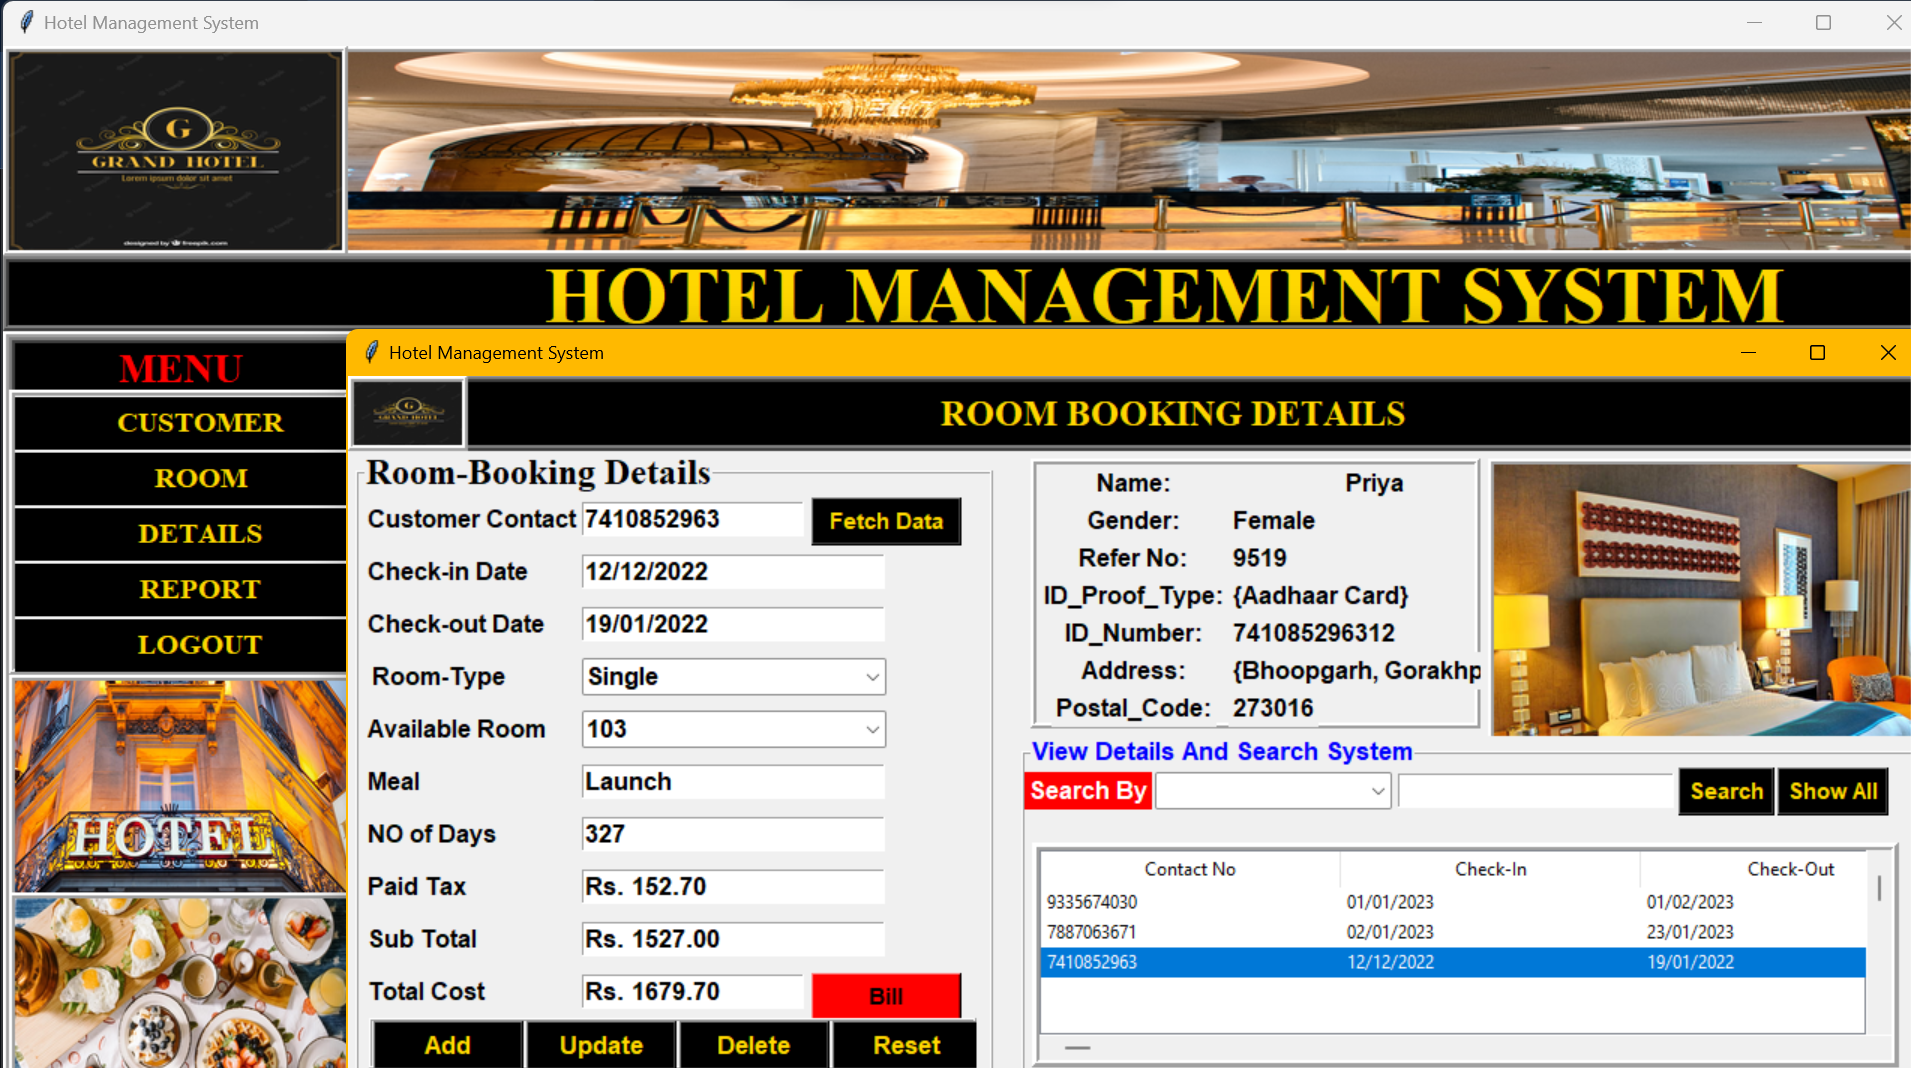 Hotel Management System
G
GRAND HOTEL
Lorem ipsum dolor sit amet
designed by freepik.com
HOTEL MANAGEMENT SYSTEM
MENU
CUSTOMER
ROOM
DETAILS
REPORT
LOGOUT
HOTEL
Hotel Management System
G
GRAND HOTEL
ROOM BOOKING DETAILS
Room-Booking Details
Customer Contact 7410852963 Fetch Data
Check-in Date 12/12/2022
Check-out Date 19/01/2022
Room-Type Single
Available Room 103
Meal Launch
NO of Days 327
Paid Tax Rs. 152.70
Sub Total Rs. 1527.00
Total Cost Rs. 1679.70 Bill
Add Update Delete Reset
Name: Priya
Gender: Female
Refer No: 9519
ID_Proof_Type: {Aadhaar Card}
ID_Number: 741085296312
Address: {Bhoopgarh, Gorakhp
Postal_Code: 273016
View Details And Search System
Search By Search Show All
Contact No Check-In Check-Out
9335674030 01/01/2023 01/02/2023
7887063671 02/01/2023 23/01/2023
7410852963 12/12/2022 19/01/2022